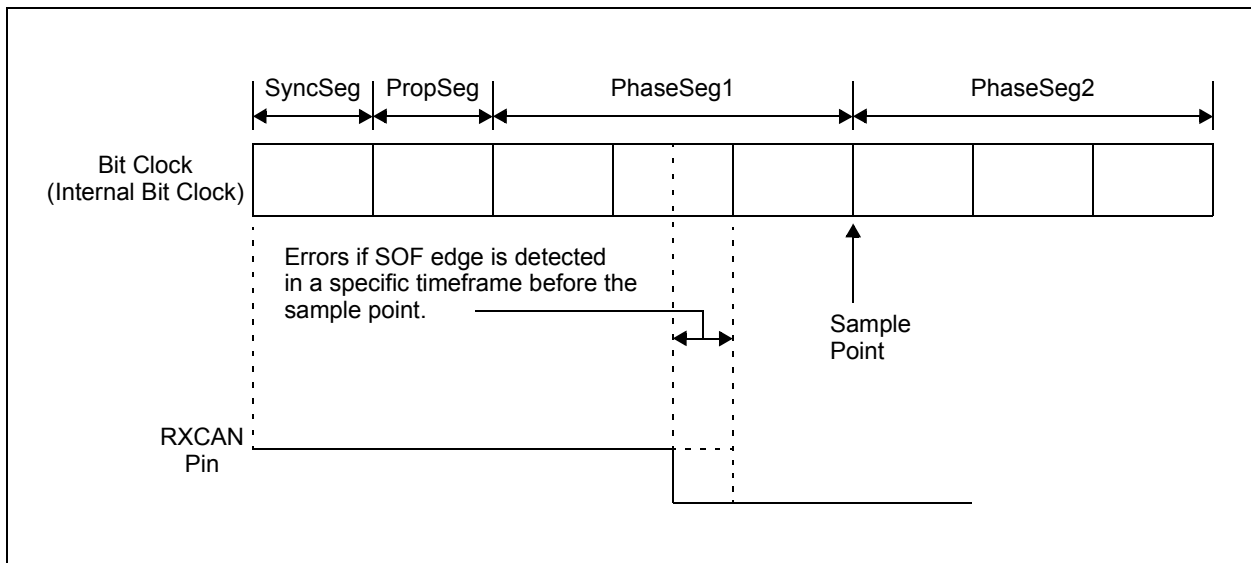 SyncSeg
PropSeg
PhaseSeg1
PhaseSeg2
Bit Clock
(Internal Bit Clock)
Errors if SOF edge is detected
in a specific timeframe before the
sample point.
Sample
Point
RXCAN
Pin